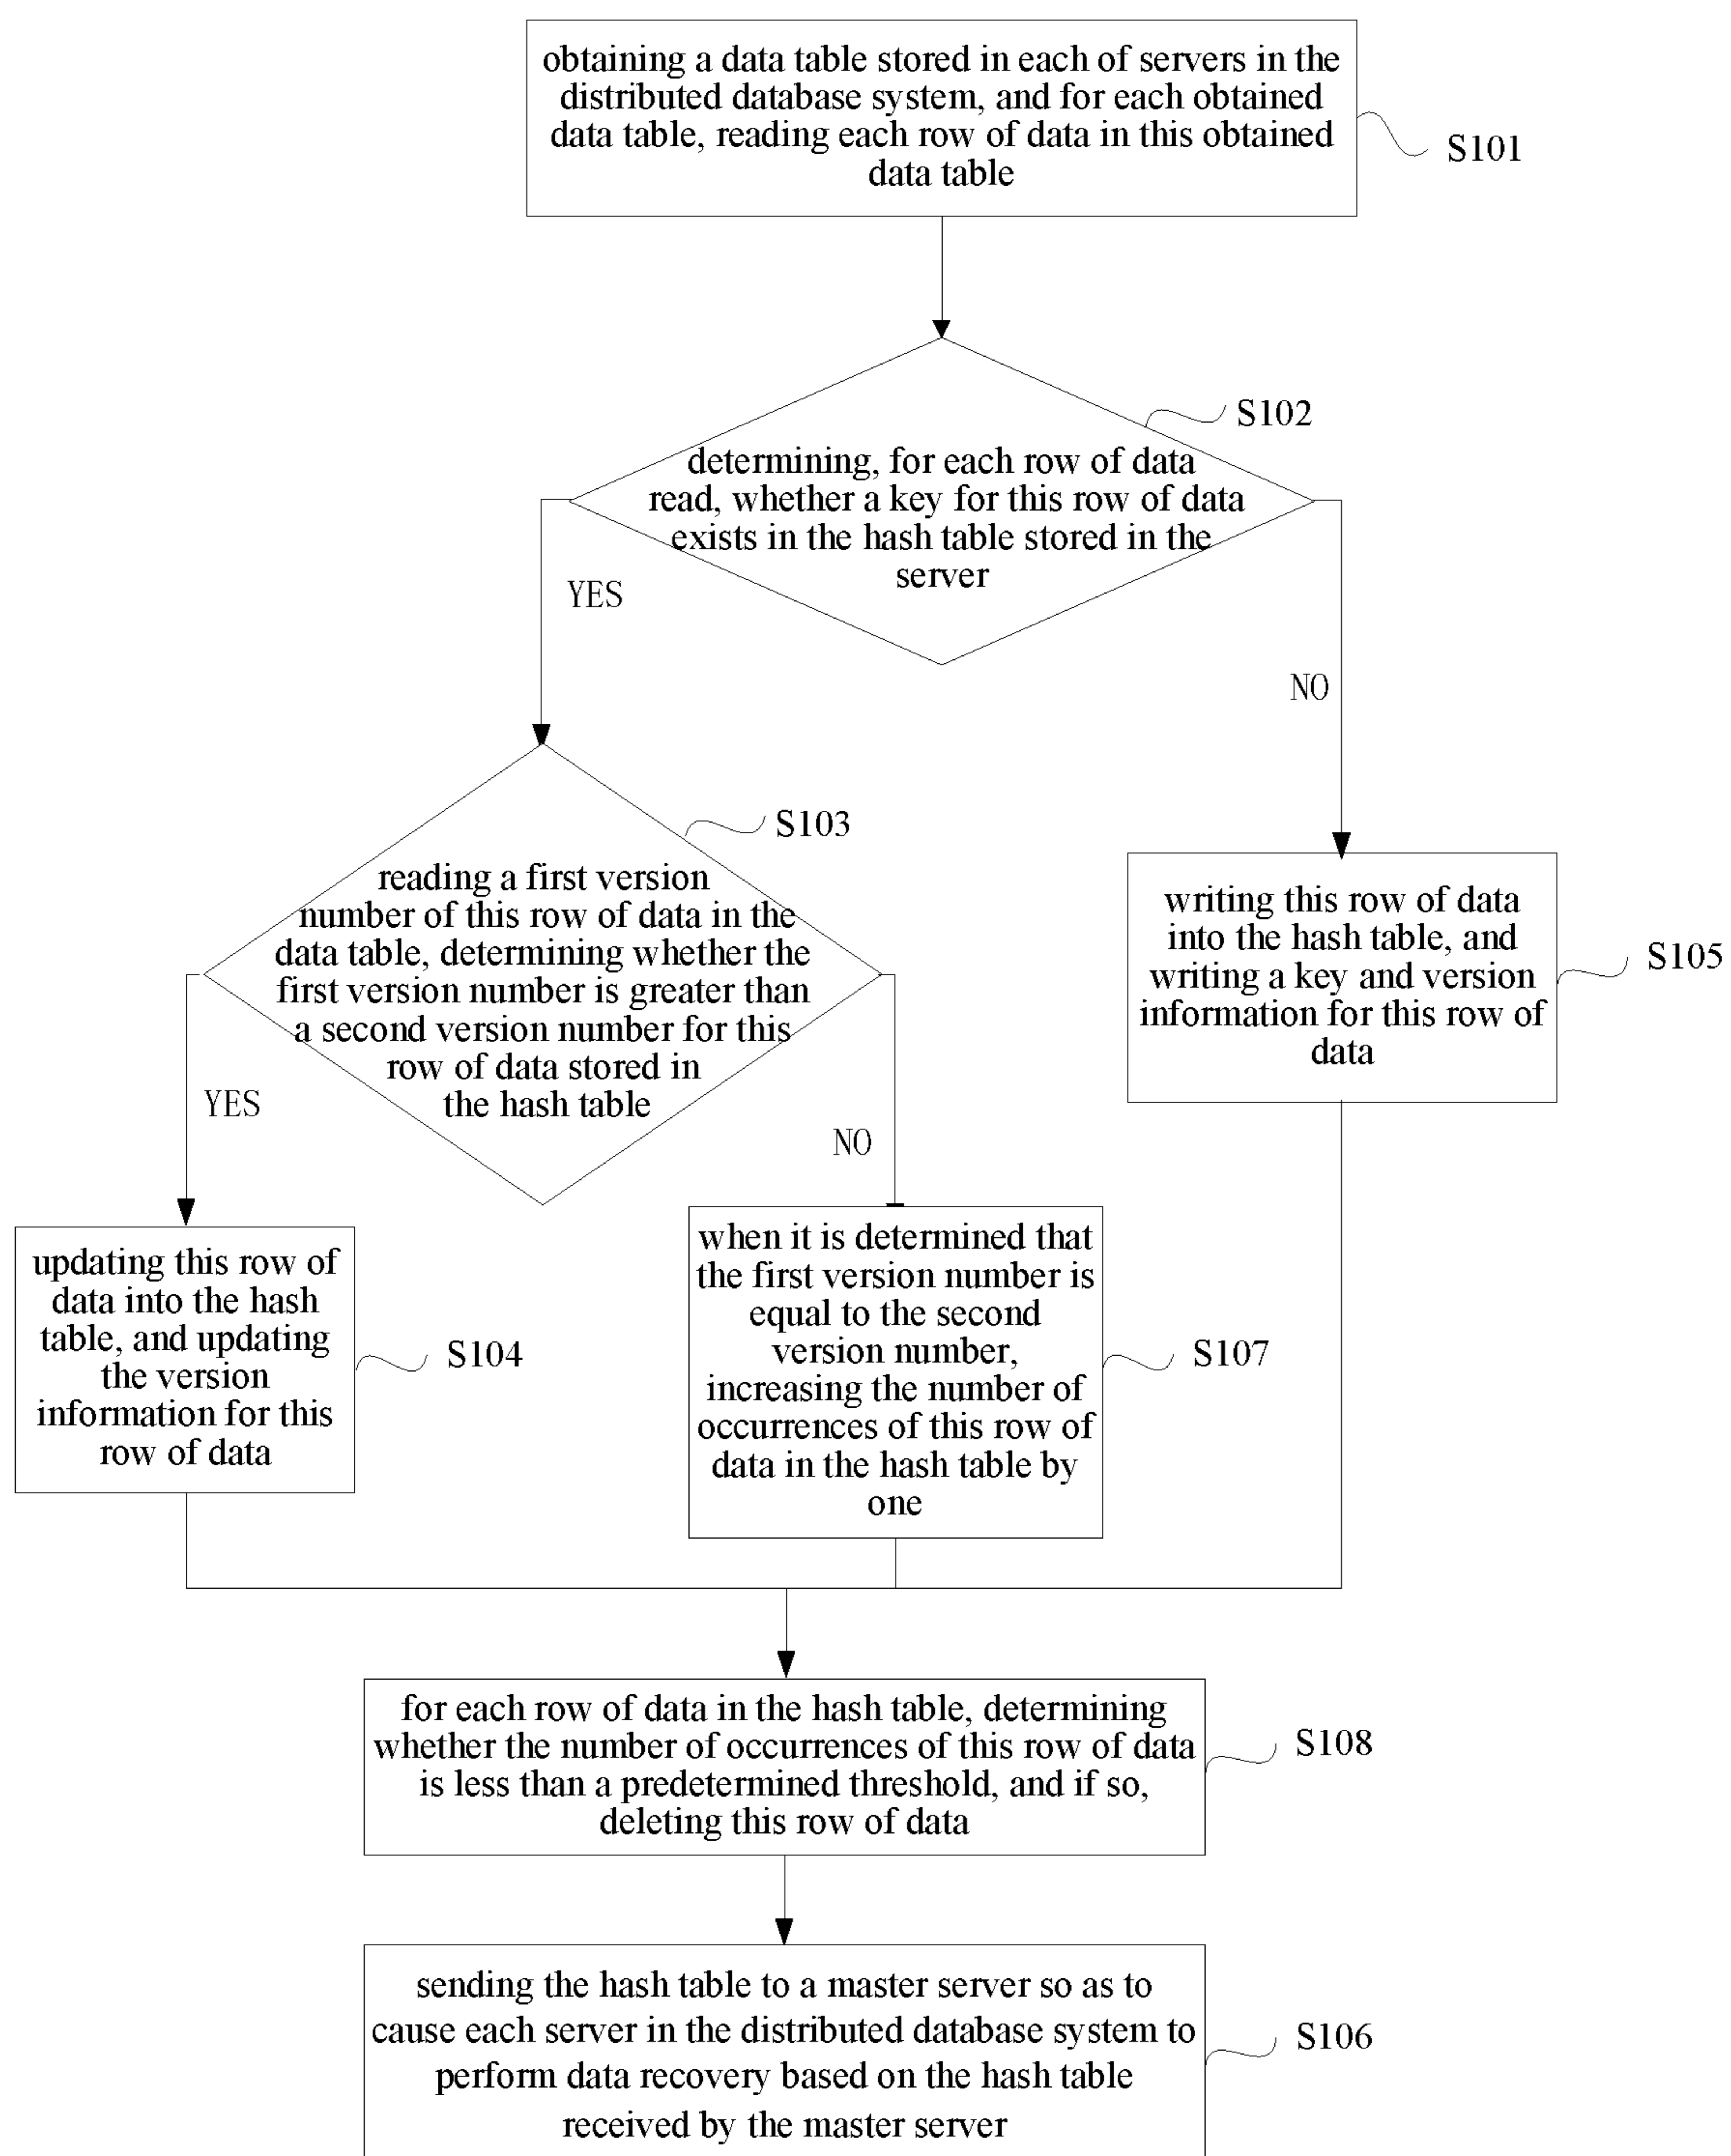 obtaining a data table stored in each of servers in the
distributed database system, and for each obtained
data table, reading each row of data in this obtained
data table
S101
S102
determining, for each row of data
read, whether a key for this row of data
exists in the hash table stored in the
server
YES
NO
S103
reading a first version
number of this row of data in the
data table, determining whether the
first version number is greater than
a second version number for this
row of data stored in
the hash table
YES
NO
writing this row of data
into the hash table, and
writing a key and version
information for this row of
data
S105
updating this row of
data into the hash
table, and updating
the version
information for this
row of data
S104
when it is determined that
the first version number is
equal to the second
version number,
increasing the number of
occurrences of this row of
data in the hash table by
one
S107
for each row of data in the hash table, determining
whether the number of occurrences of this row of data
is less than a predetermined threshold, and if so,
deleting this row of data
S108
sending the hash table to a master server so as to
cause each server in the distributed database system to
perform data recovery based on the hash table
received by the master server
S106